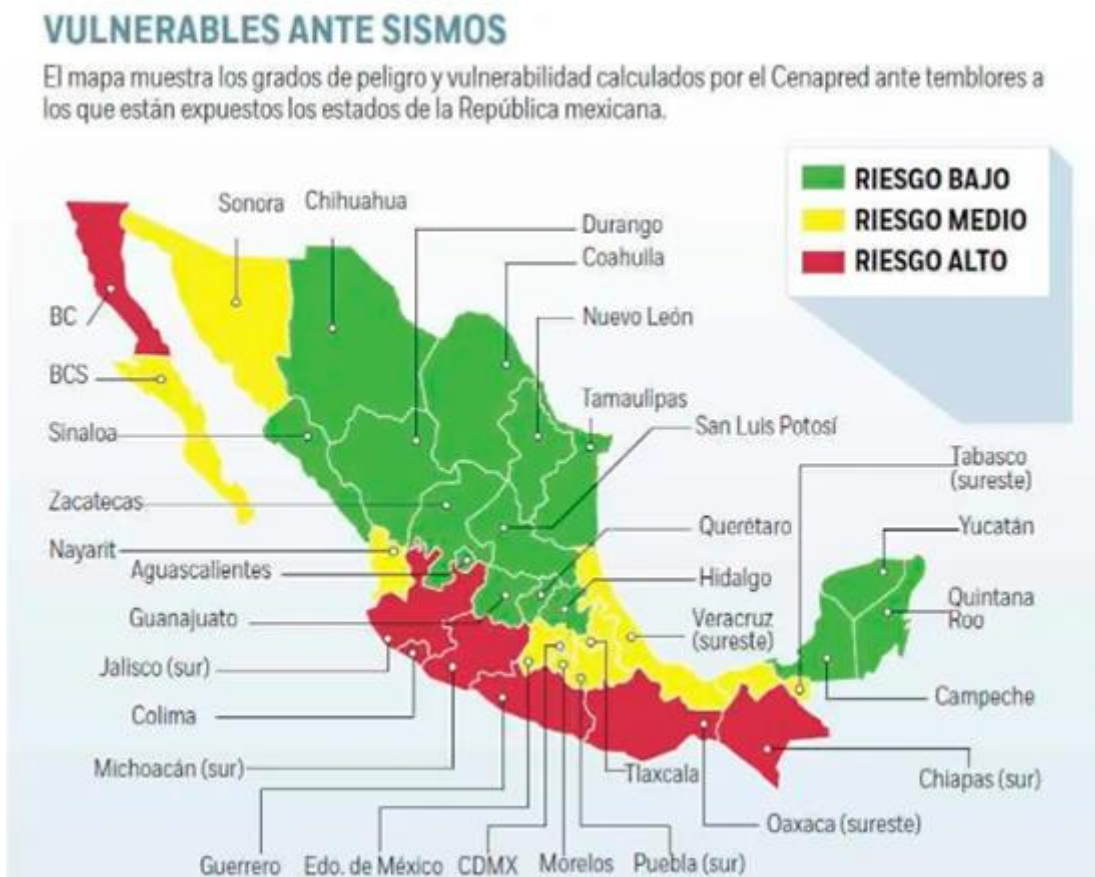 VULNERABLES ANTE SISMOS
El mapa muestra los grados de peligro y vulnerabilidad calculados por el Cenapred ante temblores a
los que están expuestos los estados de la República mexicana.
RIESGO BAJO
RIESGO MEDIO
RIESGO ALTO
Sonora
Chihuahua
Durango
Coahuila
Nuevo León
Tamaulipas
San Luis Potosí
BC
BCS
Sinaloa
Zacatecas
Nayarit
Aguascalientes
Guanajuato
Jalisco (sur)
Colima
Michoacán (sur)
Querétaro
Hidalgo
Veracruz
(sureste)
Tabasco
(sureste)
Yucatán
Quintana
Roo
Campeche
Chiapas (sur)
Tlaxcala
Oaxaca (sureste)
Guerrero
Edo. de México
CDMX
Morelos
Puebla (sur)